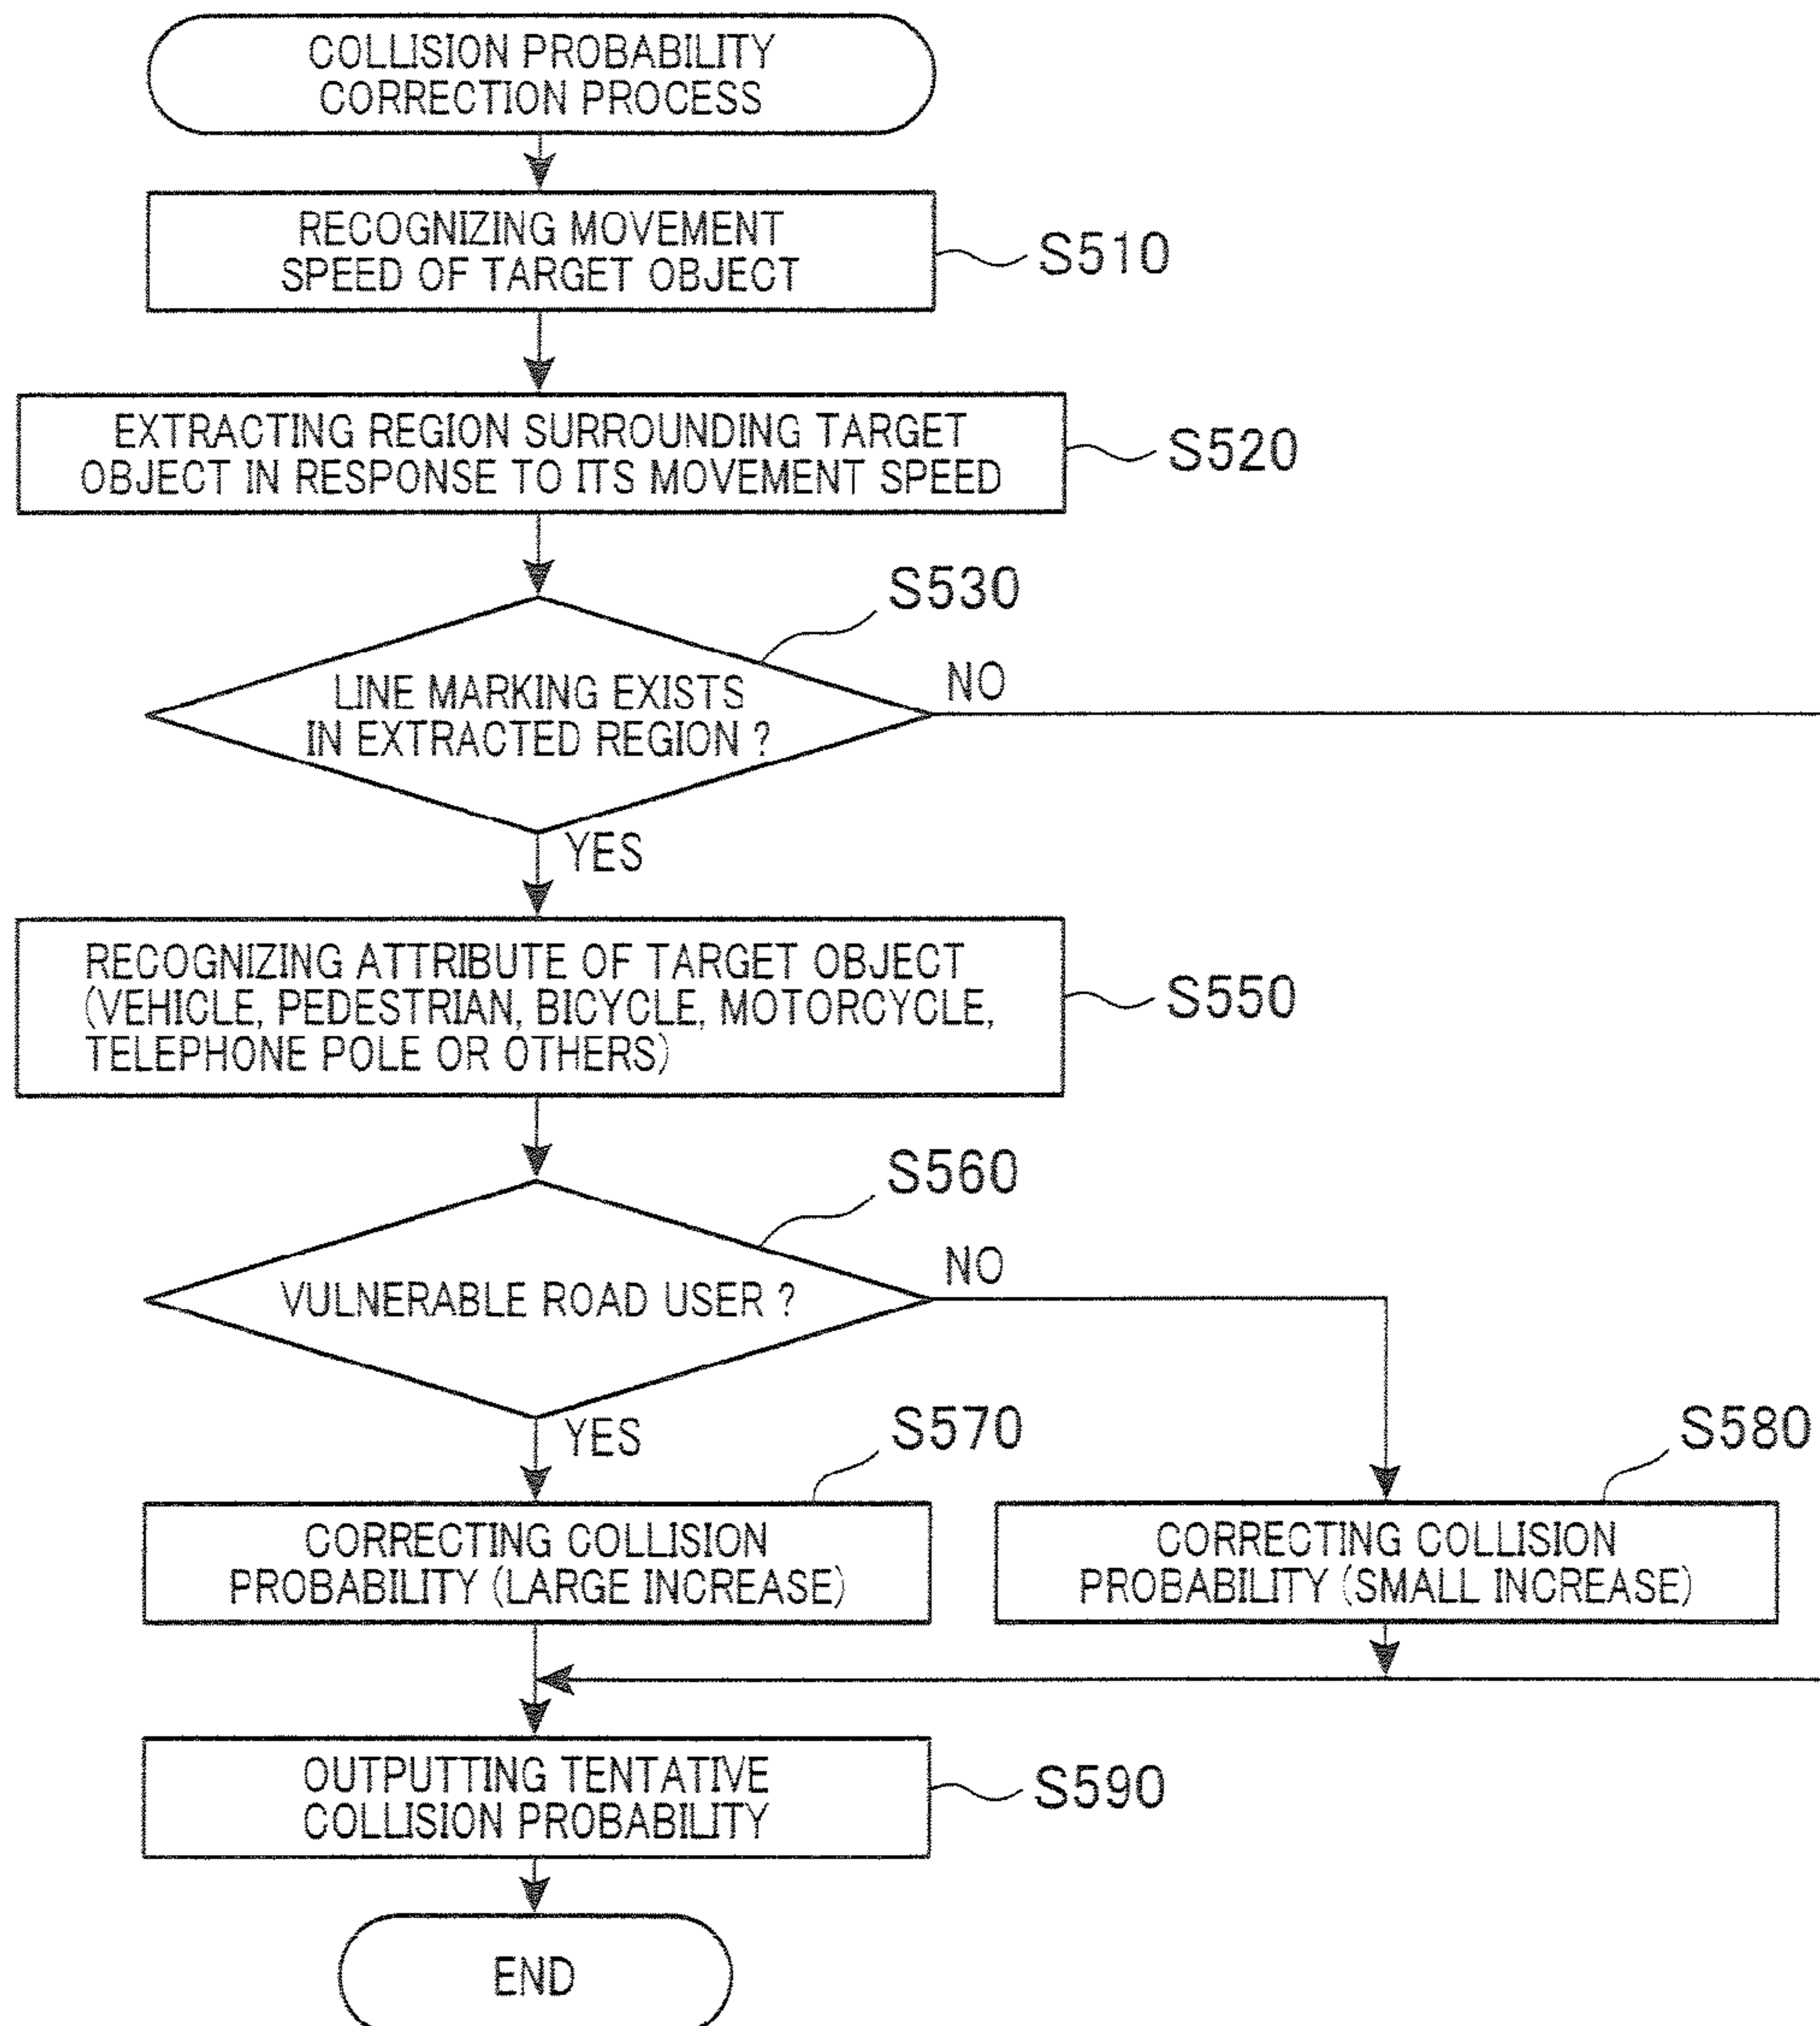 COLLISION PROBABILITY
CORRECTION PROCESS
RECOGNIZING MOVEMENT
SPEED OF TARGET OBJECT
S510
EXTRACTING REGION SURROUNDING TARGET
OBJECT IN RESPONSE TO ITS MOVEMENT SPEED
S520
S530
LINE MARKING EXISTS
IN EXTRACTED REGION ?
NO
YES
RECOGNIZING ATTRIBUTE OF TARGET OBJECT
(VEHICLE, PEDESTRIAN, BICYCLE, MOTORCYCLE,
TELEPHONE POLE OR OTHERS)
S550
S560
VULNERABLE ROAD USER ?
NO
YES
S570
CORRECTING COLLISION
PROBABILITY (LARGE INCREASE)
S580
CORRECTING COLLISION
PROBABILITY (SMALL INCREASE)
OUTPUTTING TENTATIVE
COLLISION PROBABILITY
S590
END